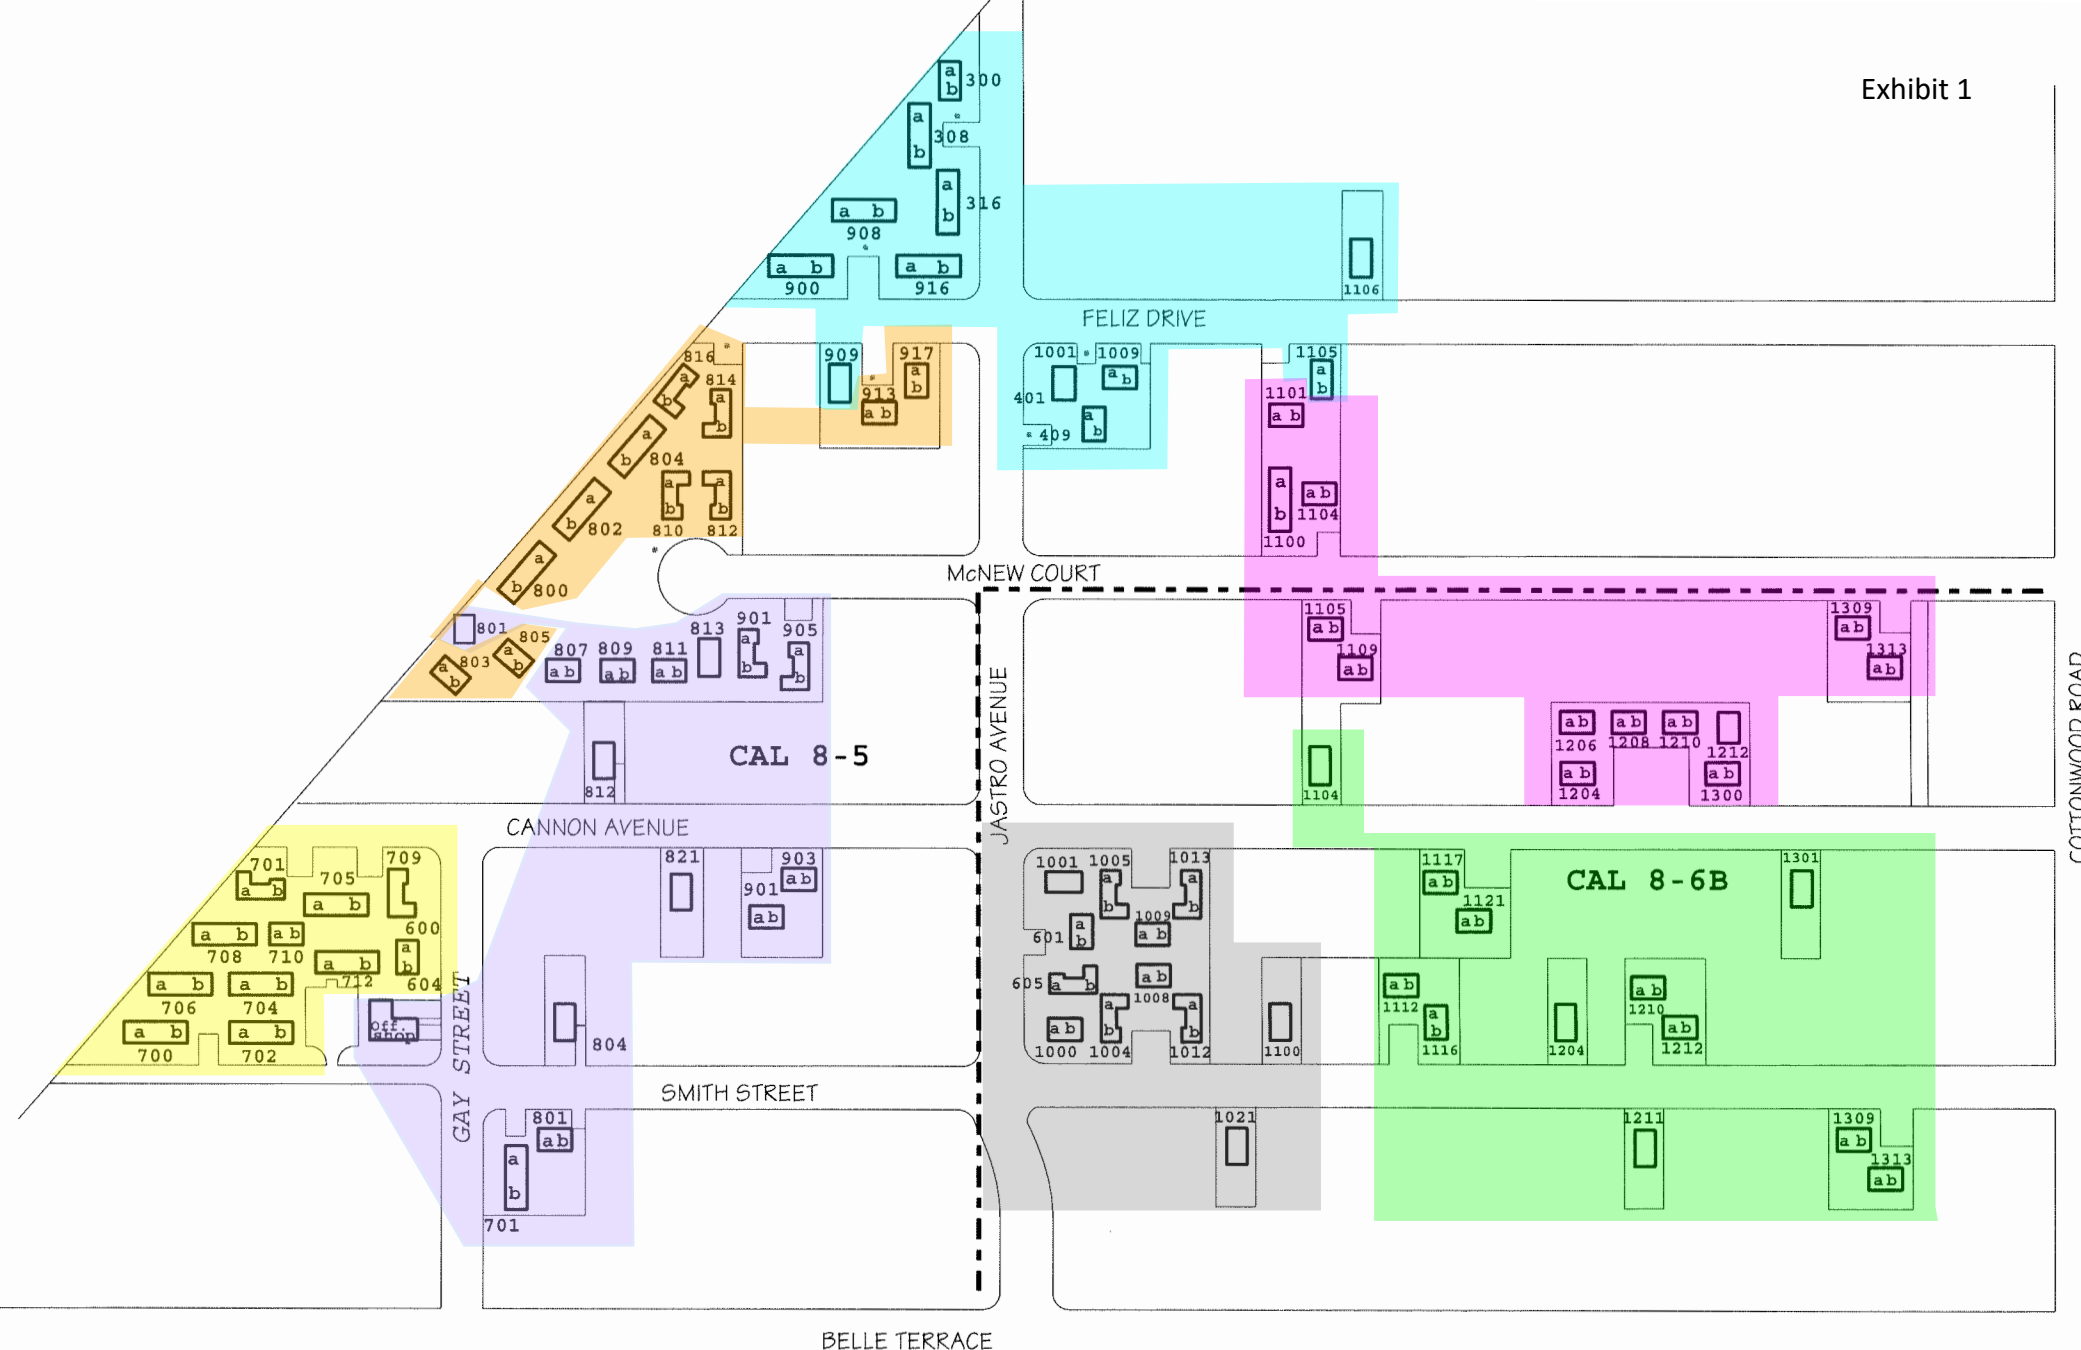 Exhibit 1
a
b
300
a
b
308
a
b
316
a b
908
a b
900
a b
916
1106
FELIZ DRIVE
816
a
b
814
a
b
909
917
a
b
913
a b
1001
1009
a b
401
a
b
409
1105
a
b
1101
a b
a
b
804
a
b
810
a
b
812
a
b
802
a
b
1100
a b
1104
a
b
800
McNEW COURT
801
805
a
b
803
a
b
807
a b
809
a b
811
a b
813
901
a
b
905
a
b
1105
a b
1109
a b
1309
a b
1313
a b
JASTRO AVENUE
COTTONWOOD ROAD
812
CAL 8-5
1104
a b
1206
a b
1208
a b
1210
1212
a b
1204
1300
a b
CANNON AVENUE
701
a b
705
a b
709
600
a b
708
a b
710
a b
712
a
b
604
a b
706
a b
704
a b
700
a b
702
Off.
shop
GAY STREET
821
901
a b
903
a b
804
1001
1005
a
b
1013
a
b
601
a
b
1009
a b
605
a b
a b
1008
a b
1000
a
b
1004
a
b
1012
1100
1117
a b
1121
a b
CAL 8-6B
1301
a b
1112
a
b
1116
1204
a b
1210
a b
1212
SMITH STREET
801
a b
a
b
701
1021
1211
1309
a b
1313
a b
BELLE TERRACE